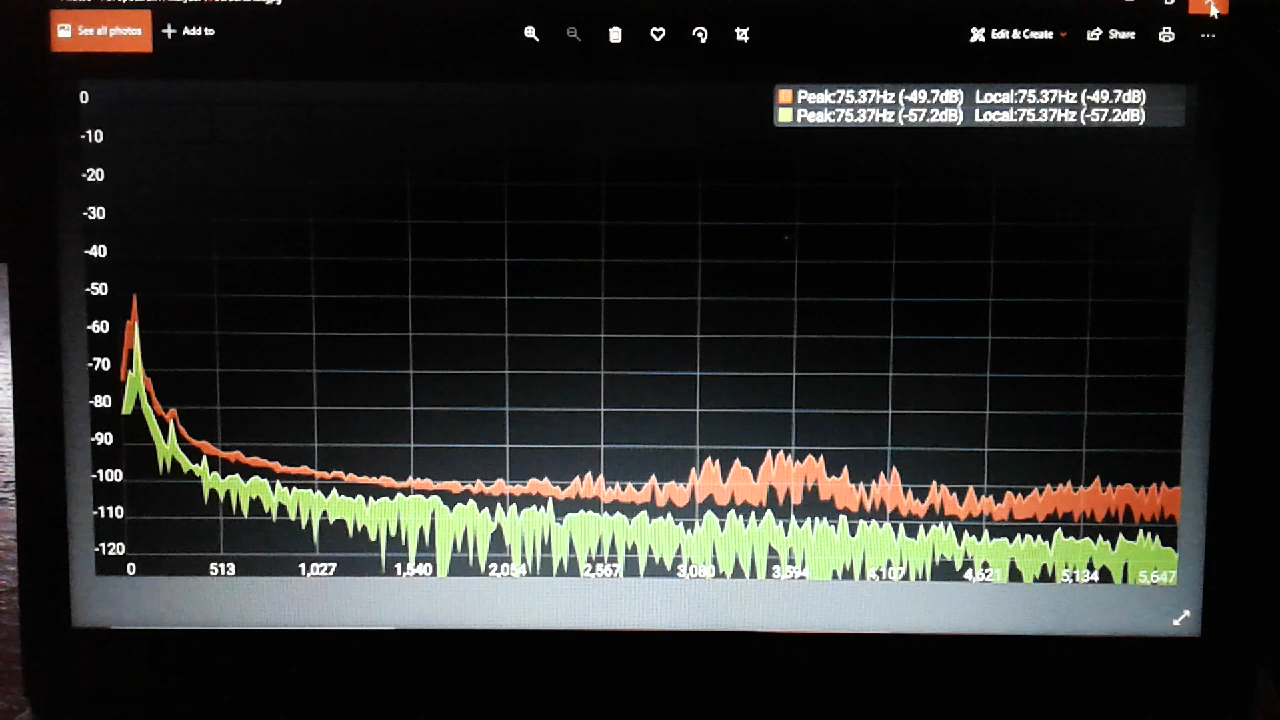 See all photos
Add to
Edit & Create
Share
Peak:75.37Hz (-49.7dB) Local:75.37Hz (-49.7dB)
Peak:75.37Hz (-57.2dB) Local:75.37Hz (-57.2dB)
0
-10
-20
-30
-40
-50
-60
-70
-80
-90
-100
-110
-120
0 513 1,027 1,540 2,054 2,567 3,080 3,594 4,107 4,621 5,134 5,647